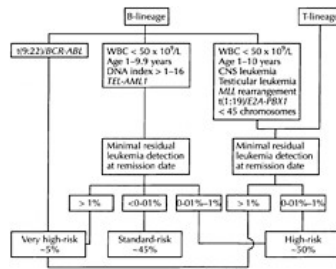 B-lineage
T-lineage
t(9:22)/BCR-ABL
WBC < 50 x 10⁹/L
Age 1–9.9 years
DNA index > 1–16
TEL-AML1
WBC < 50 x 10⁹/L
Age 1–10 years
CNS leukemia
Testicular leukemia
MLL rearrangement
t(1:19)/E2A-PBX1
< 45 chromosomes
Minimal residual
leukemia detection
at remission date
Minimal residual
leukemia detection
at remission date
> 1%
<0-01%
0-01%–1%
> 1%
0-01%–1%
Very high-risk
~5%
Standard-risk
~45%
High-risk
~50%